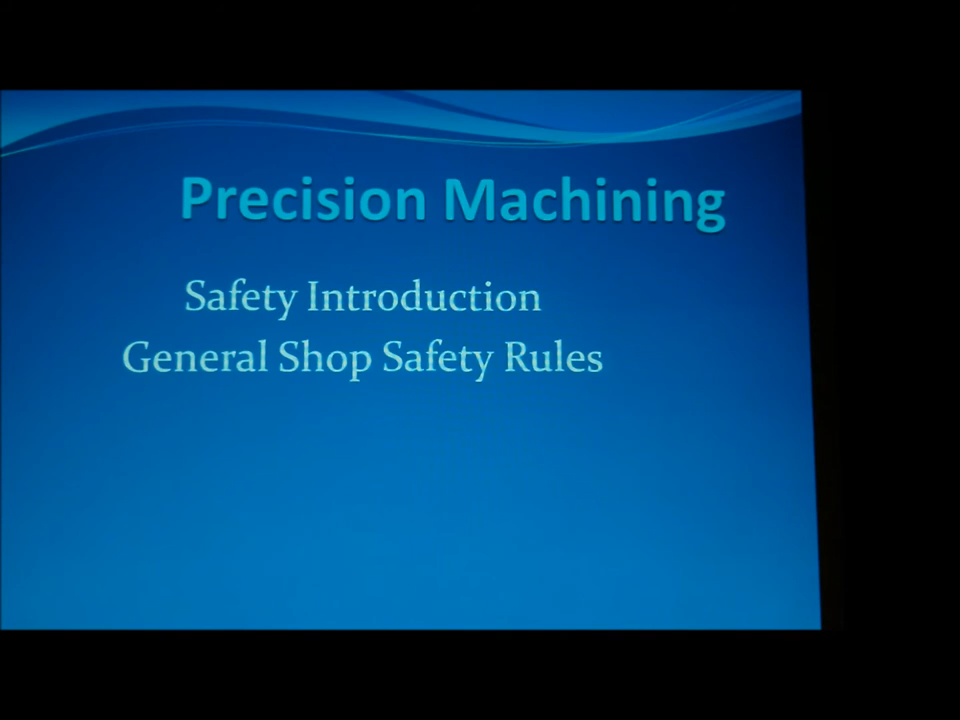 Precision Machining
Safety Introduction
General Shop Safety Rules